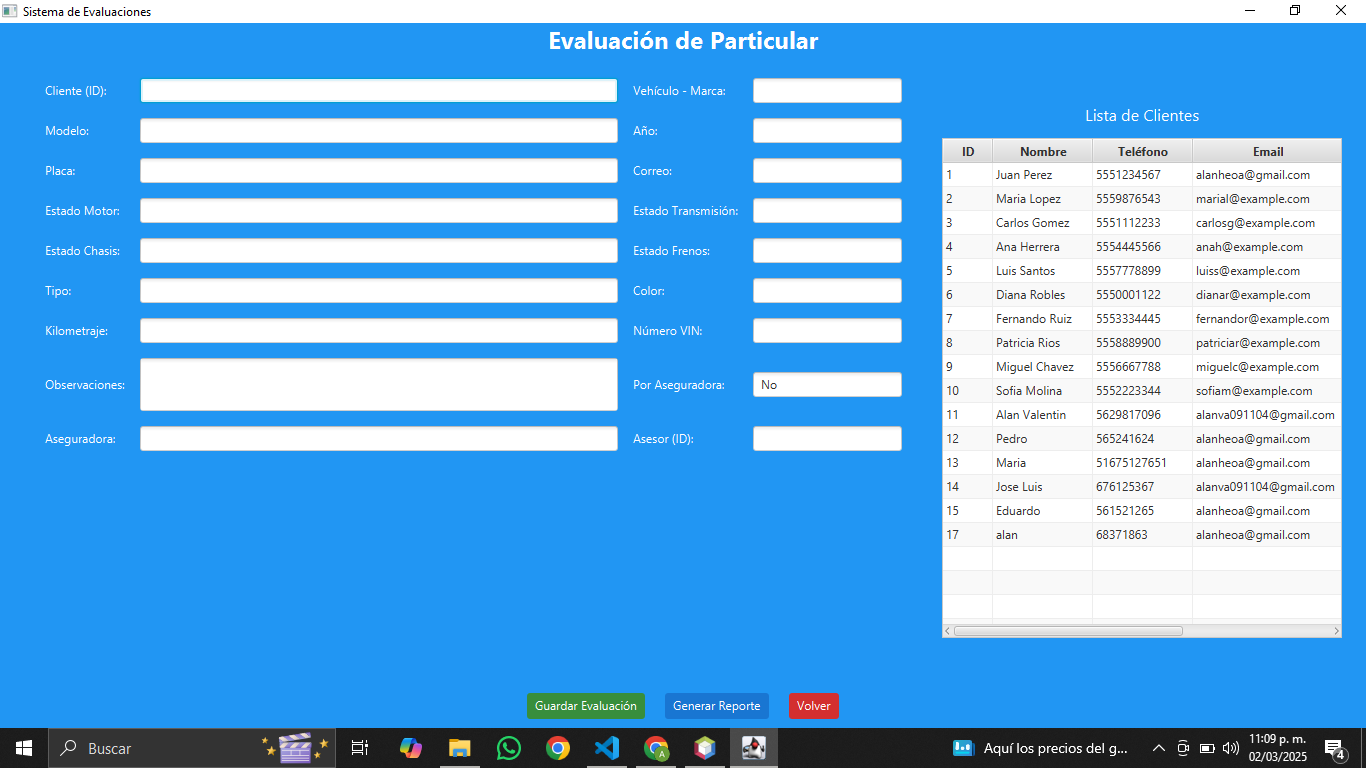 Sistema de Evaluaciones
Evaluación de Particular
Cliente (ID):
Vehículo - Marca:
Modelo:
Año:
Placa:
Correo:
Estado Motor:
Estado Transmisión:
Estado Chasis:
Estado Frenos:
Tipo:
Color:
Kilometraje:
Número VIN:
Observaciones:
Por Aseguradora:
No
Aseguradora:
Asesor (ID):
Lista de Clientes
ID Nombre Teléfono Email
1 Juan Perez 5551234567 alanheoa@gmail.com
2 Maria Lopez 5559876543 marial@example.com
3 Carlos Gomez 5551112233 carlosg@example.com
4 Ana Herrera 5554445566 anah@example.com
5 Luis Santos 5557778899 luiss@example.com
6 Diana Robles 5550001122 dianar@example.com
7 Fernando Ruiz 5553334445 fernandor@example.com
8 Patricia Rios 5558889900 patriciar@example.com
9 Miguel Chavez 5556667788 miguelc@example.com
10 Sofia Molina 5552223344 sofiam@example.com
11 Alan Valentin 5629817096 alanva091104@gmail.com
12 Pedro 565241624 alanheoa@gmail.com
13 Maria 51675127651 alanheoa@gmail.com
14 Jose Luis 676125367 alanva091104@gmail.com
15 Eduardo 561521265 alanheoa@gmail.com
17 alan 68371863 alanheoa@gmail.com
Guardar Evaluación
Generar Reporte
Volver
Buscar
A
Aquí los precios del g...
11:09 p. m.
02/03/2025
4